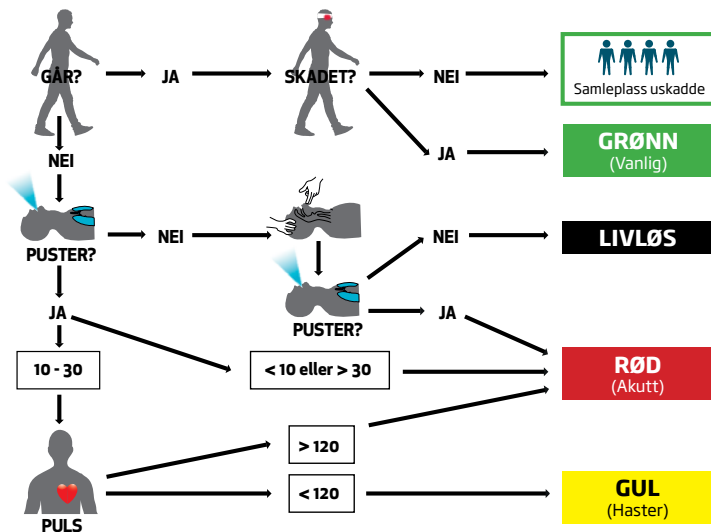 GÅR?
JA
SKADET?
NEI
Samleplass uskadde
JA
GRØNN
(Vanlig)
NEI
PUSTER?
NEI
NEI
LIVLØS
PUSTER?
JA
JA
10 - 30
< 10 eller > 30
RØD
(Akutt)
> 120
< 120
PULS
GUL
(Haster)